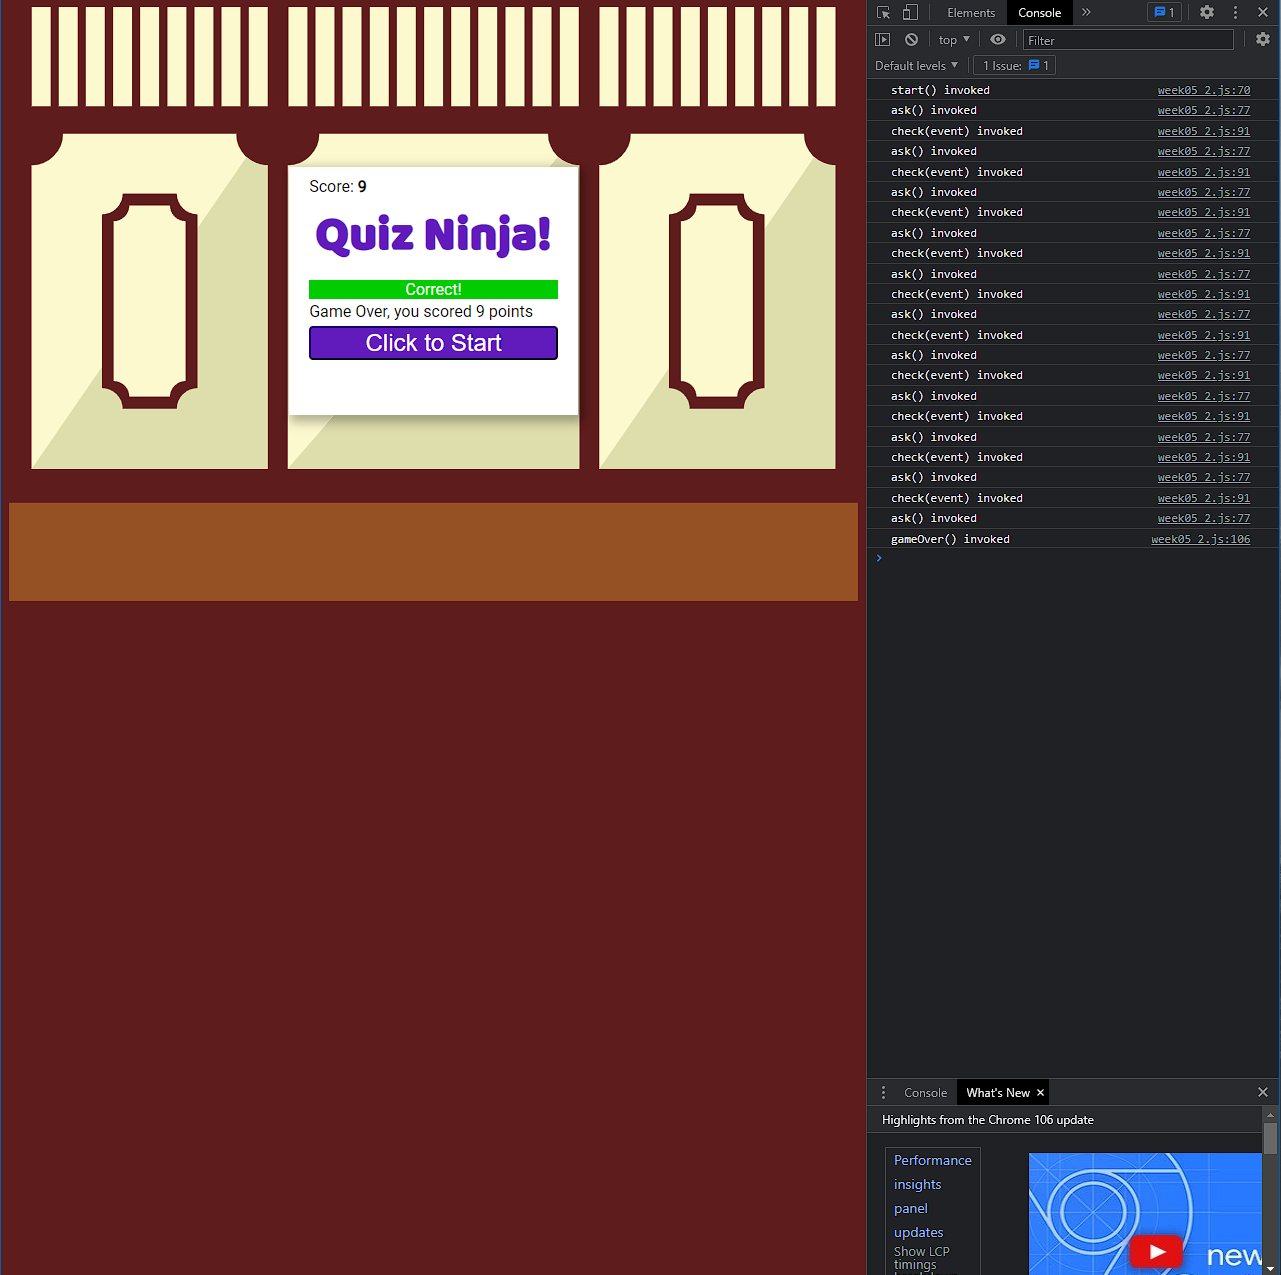 Score: 9
Quiz Ninja!
Correct!
Game Over, you scored 9 points
Click to Start
Elements
Console
1
top
Filter
Default levels
1 Issue: 1
start() invoked week05_2.js:70
ask() invoked week05_2.js:77
check(event) invoked week05_2.js:91
ask() invoked week05_2.js:77
check(event) invoked week05_2.js:91
ask() invoked week05_2.js:77
check(event) invoked week05_2.js:91
ask() invoked week05_2.js:77
check(event) invoked week05_2.js:91
ask() invoked week05_2.js:77
check(event) invoked week05_2.js:91
ask() invoked week05_2.js:77
check(event) invoked week05_2.js:91
ask() invoked week05_2.js:77
check(event) invoked week05_2.js:91
ask() invoked week05_2.js:77
check(event) invoked week05_2.js:91
ask() invoked week05_2.js:77
check(event) invoked week05_2.js:91
ask() invoked week05_2.js:77
check(event) invoked week05_2.js:91
ask() invoked week05_2.js:77
gameOver() invoked week05_2.js:106
Console
What's New
Highlights from the Chrome 106 update
Performance
insights
panel
updates
Show LCP
timings
new